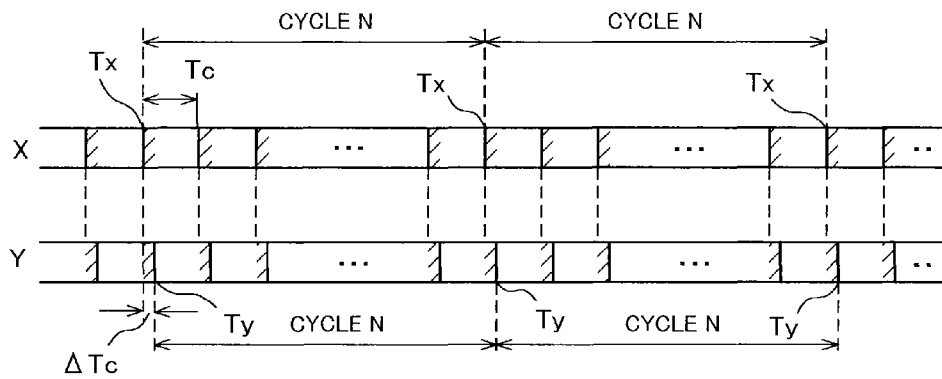 CYCLE N CYCLE N
Tx Tc Tx Tx
X ... ... ..
Y ... ... ..
Ty Ty Ty
ΔTc CYCLE N CYCLE N